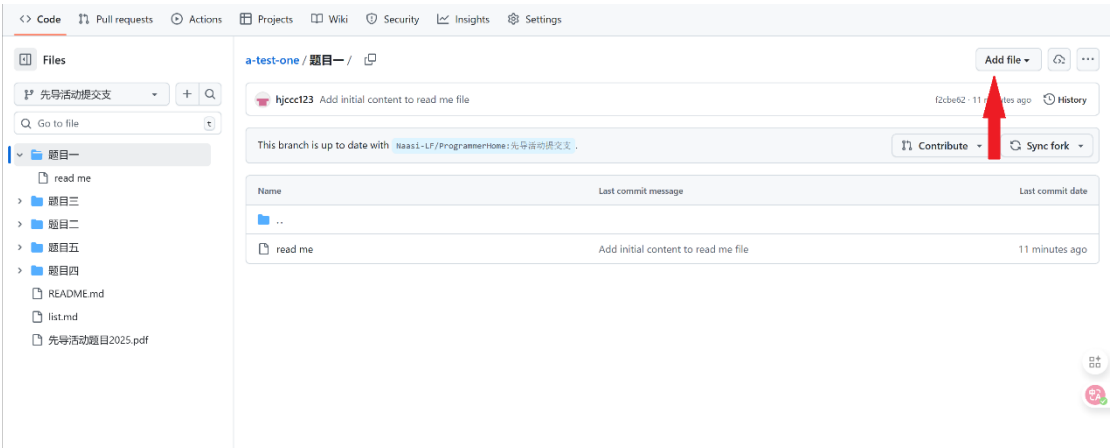 Code Pull requests Actions Projects Wiki Security Insights Settings
Files
先导活动提交支
Go to file t
题目一
read me
题目三
题目二
题目五
题目四
README.md
list.md
先导活动题目2025.pdf
a-test-one / 题目一 /
Add file
hjccc123 Add initial content to read me file
f2cbe62 · 11 ago History
This branch is up to date with Naasi-LF/ProgrammerHome:先导活动提交支 .
Contribute Sync fork
Name Last commit message Last commit date
..
read me Add initial content to read me file 11 minutes ago